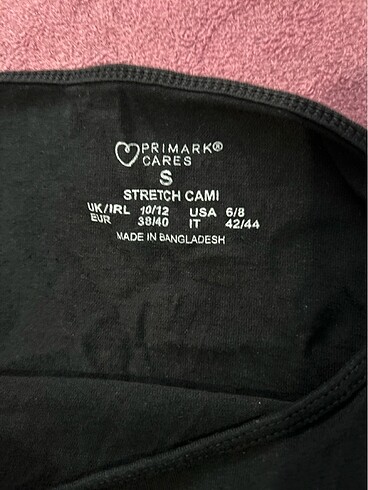 PRIMARK®
CARES
S
STRETCH CAMI
UK/IRL 10/12 USA 6/8
EUR 38/40 IT 42/44
MADE IN BANGLADESH